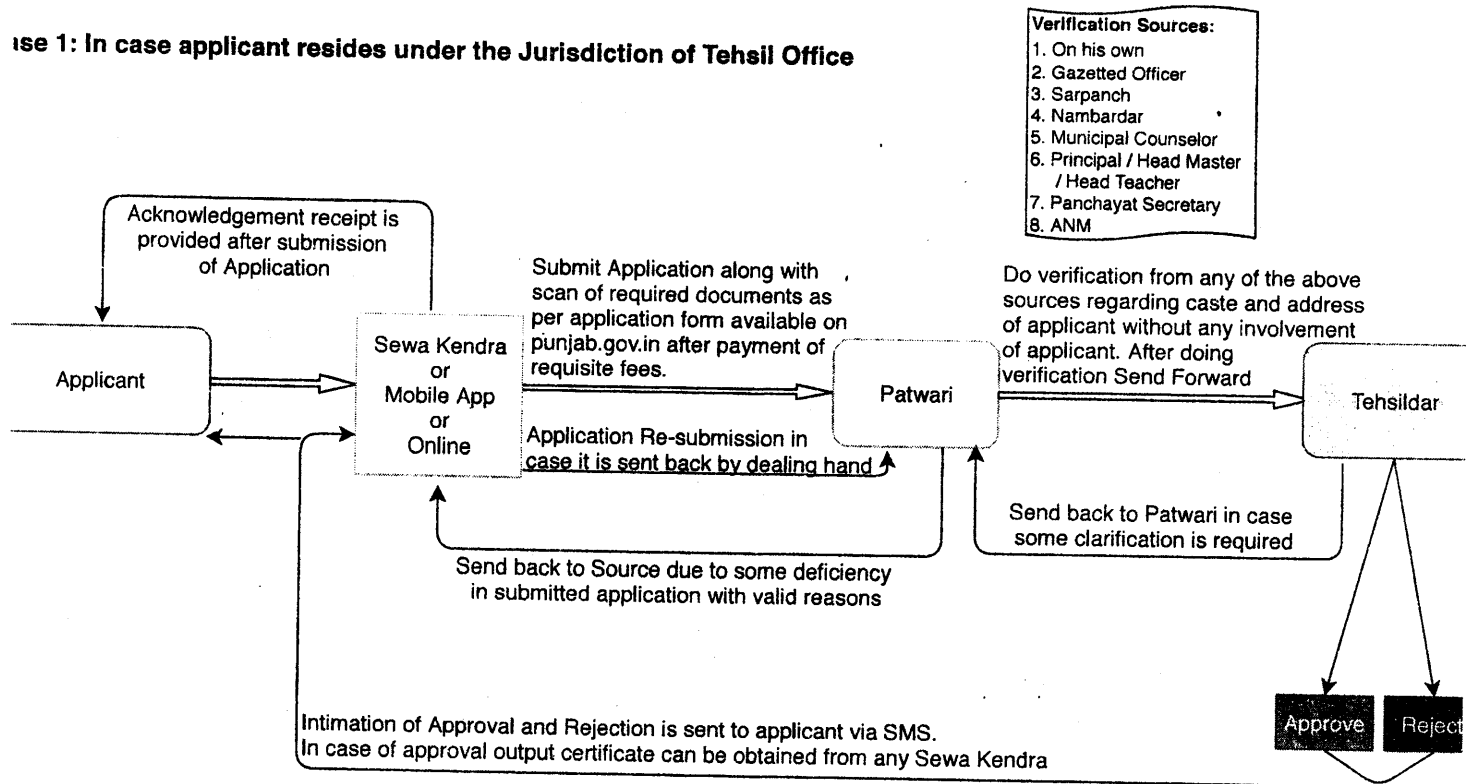 ase 1: In case applicant resides under the Jurisdiction of Tehsil Office
Verification Sources:
1. On his own
2. Gazetted Officer
3. Sarpanch
4. Nambardar
5. Municipal Counselor
6. Principal / Head Master
/ Head Teacher
7. Panchayat Secretary
8. ANM
Acknowledgement receipt is
provided after submission
of Application
Submit Application along with
scan of required documents as
per application form available on
punjab.gov.in after payment of
requisite fees.
Do verification from any of the above
sources regarding caste and address
of applicant without any involvement
of applicant. After doing
verification Send Forward
Applicant
Sewa Kendra
or
Mobile App
or
Online
Patwari
Tehsildar
Application Re-submission in
case it is sent back by dealing hand
Send back to Source due to some deficiency
in submitted application with valid reasons
Send back to Patwari in case
some clarification is required
Approve
Reject
Intimation of Approval and Rejection is sent to applicant via SMS.
In case of approval output certificate can be obtained from any Sewa Kendra